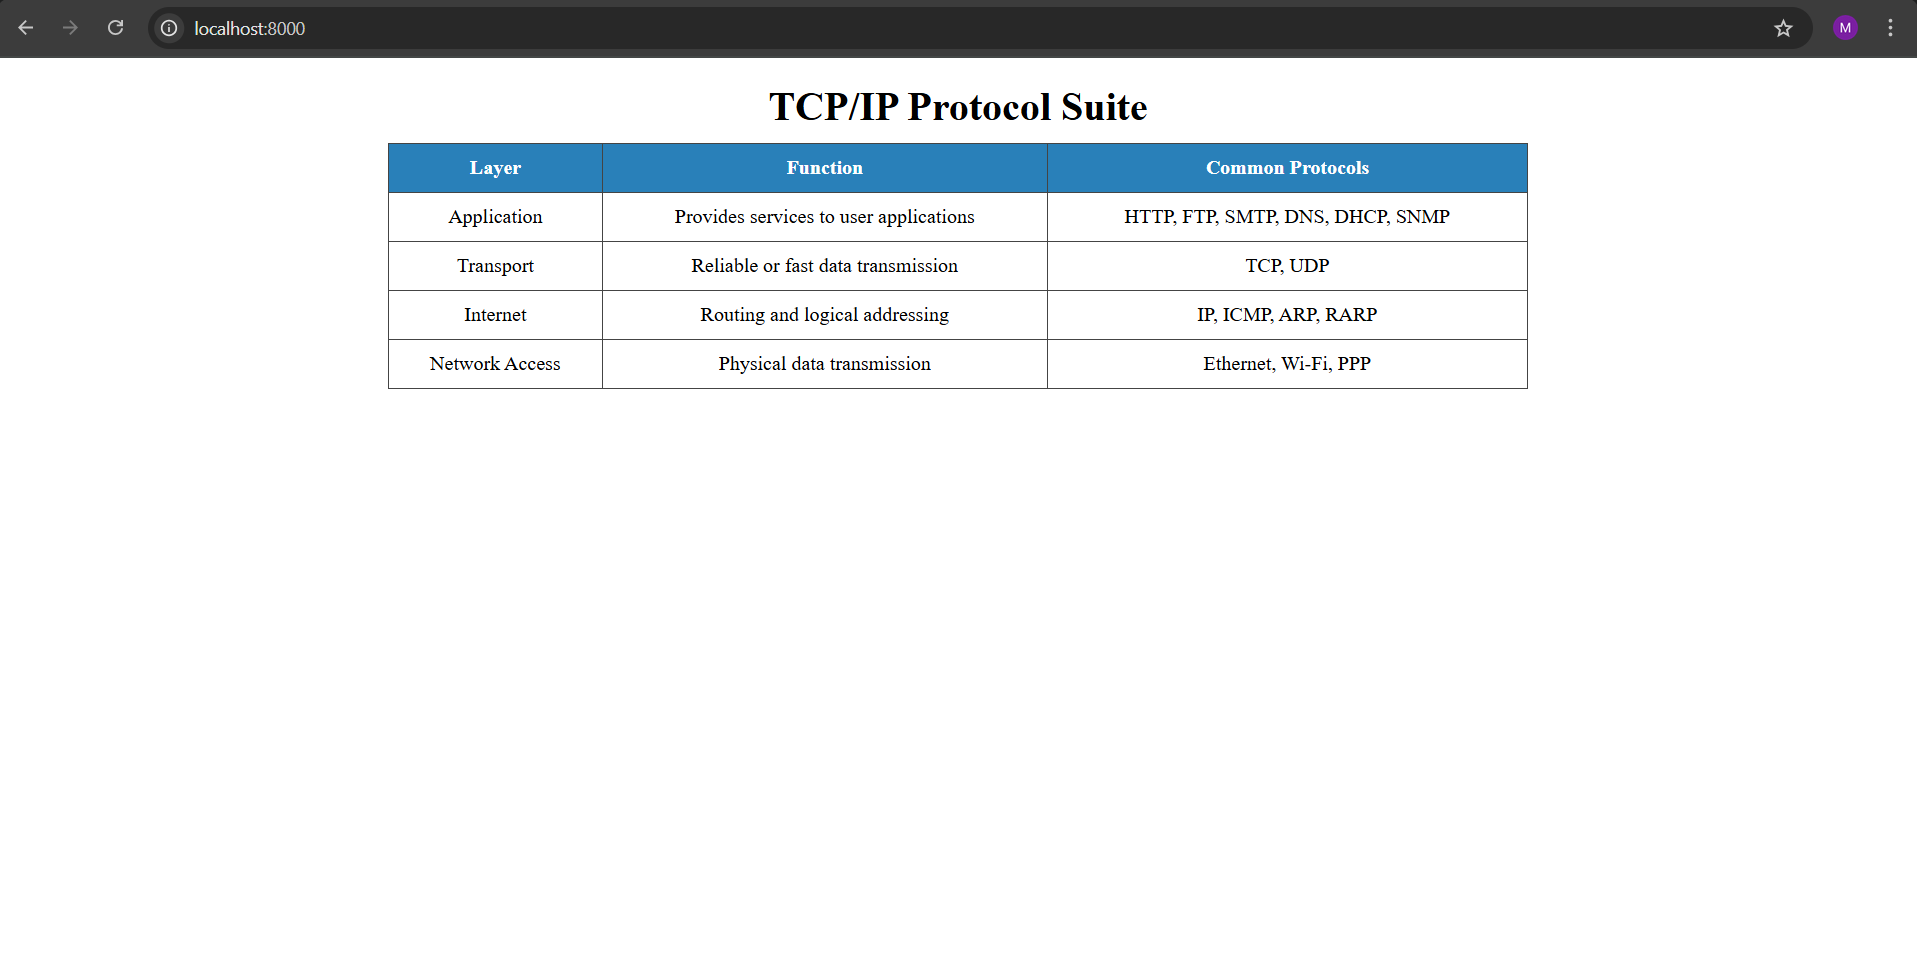 localhost:8000
M
TCP/IP Protocol Suite
Layer Function Common Protocols
Application Provides services to user applications HTTP, FTP, SMTP, DNS, DHCP, SNMP
Transport Reliable or fast data transmission TCP, UDP
Internet Routing and logical addressing IP, ICMP, ARP, RARP
Network Access Physical data transmission Ethernet, Wi-Fi, PPP